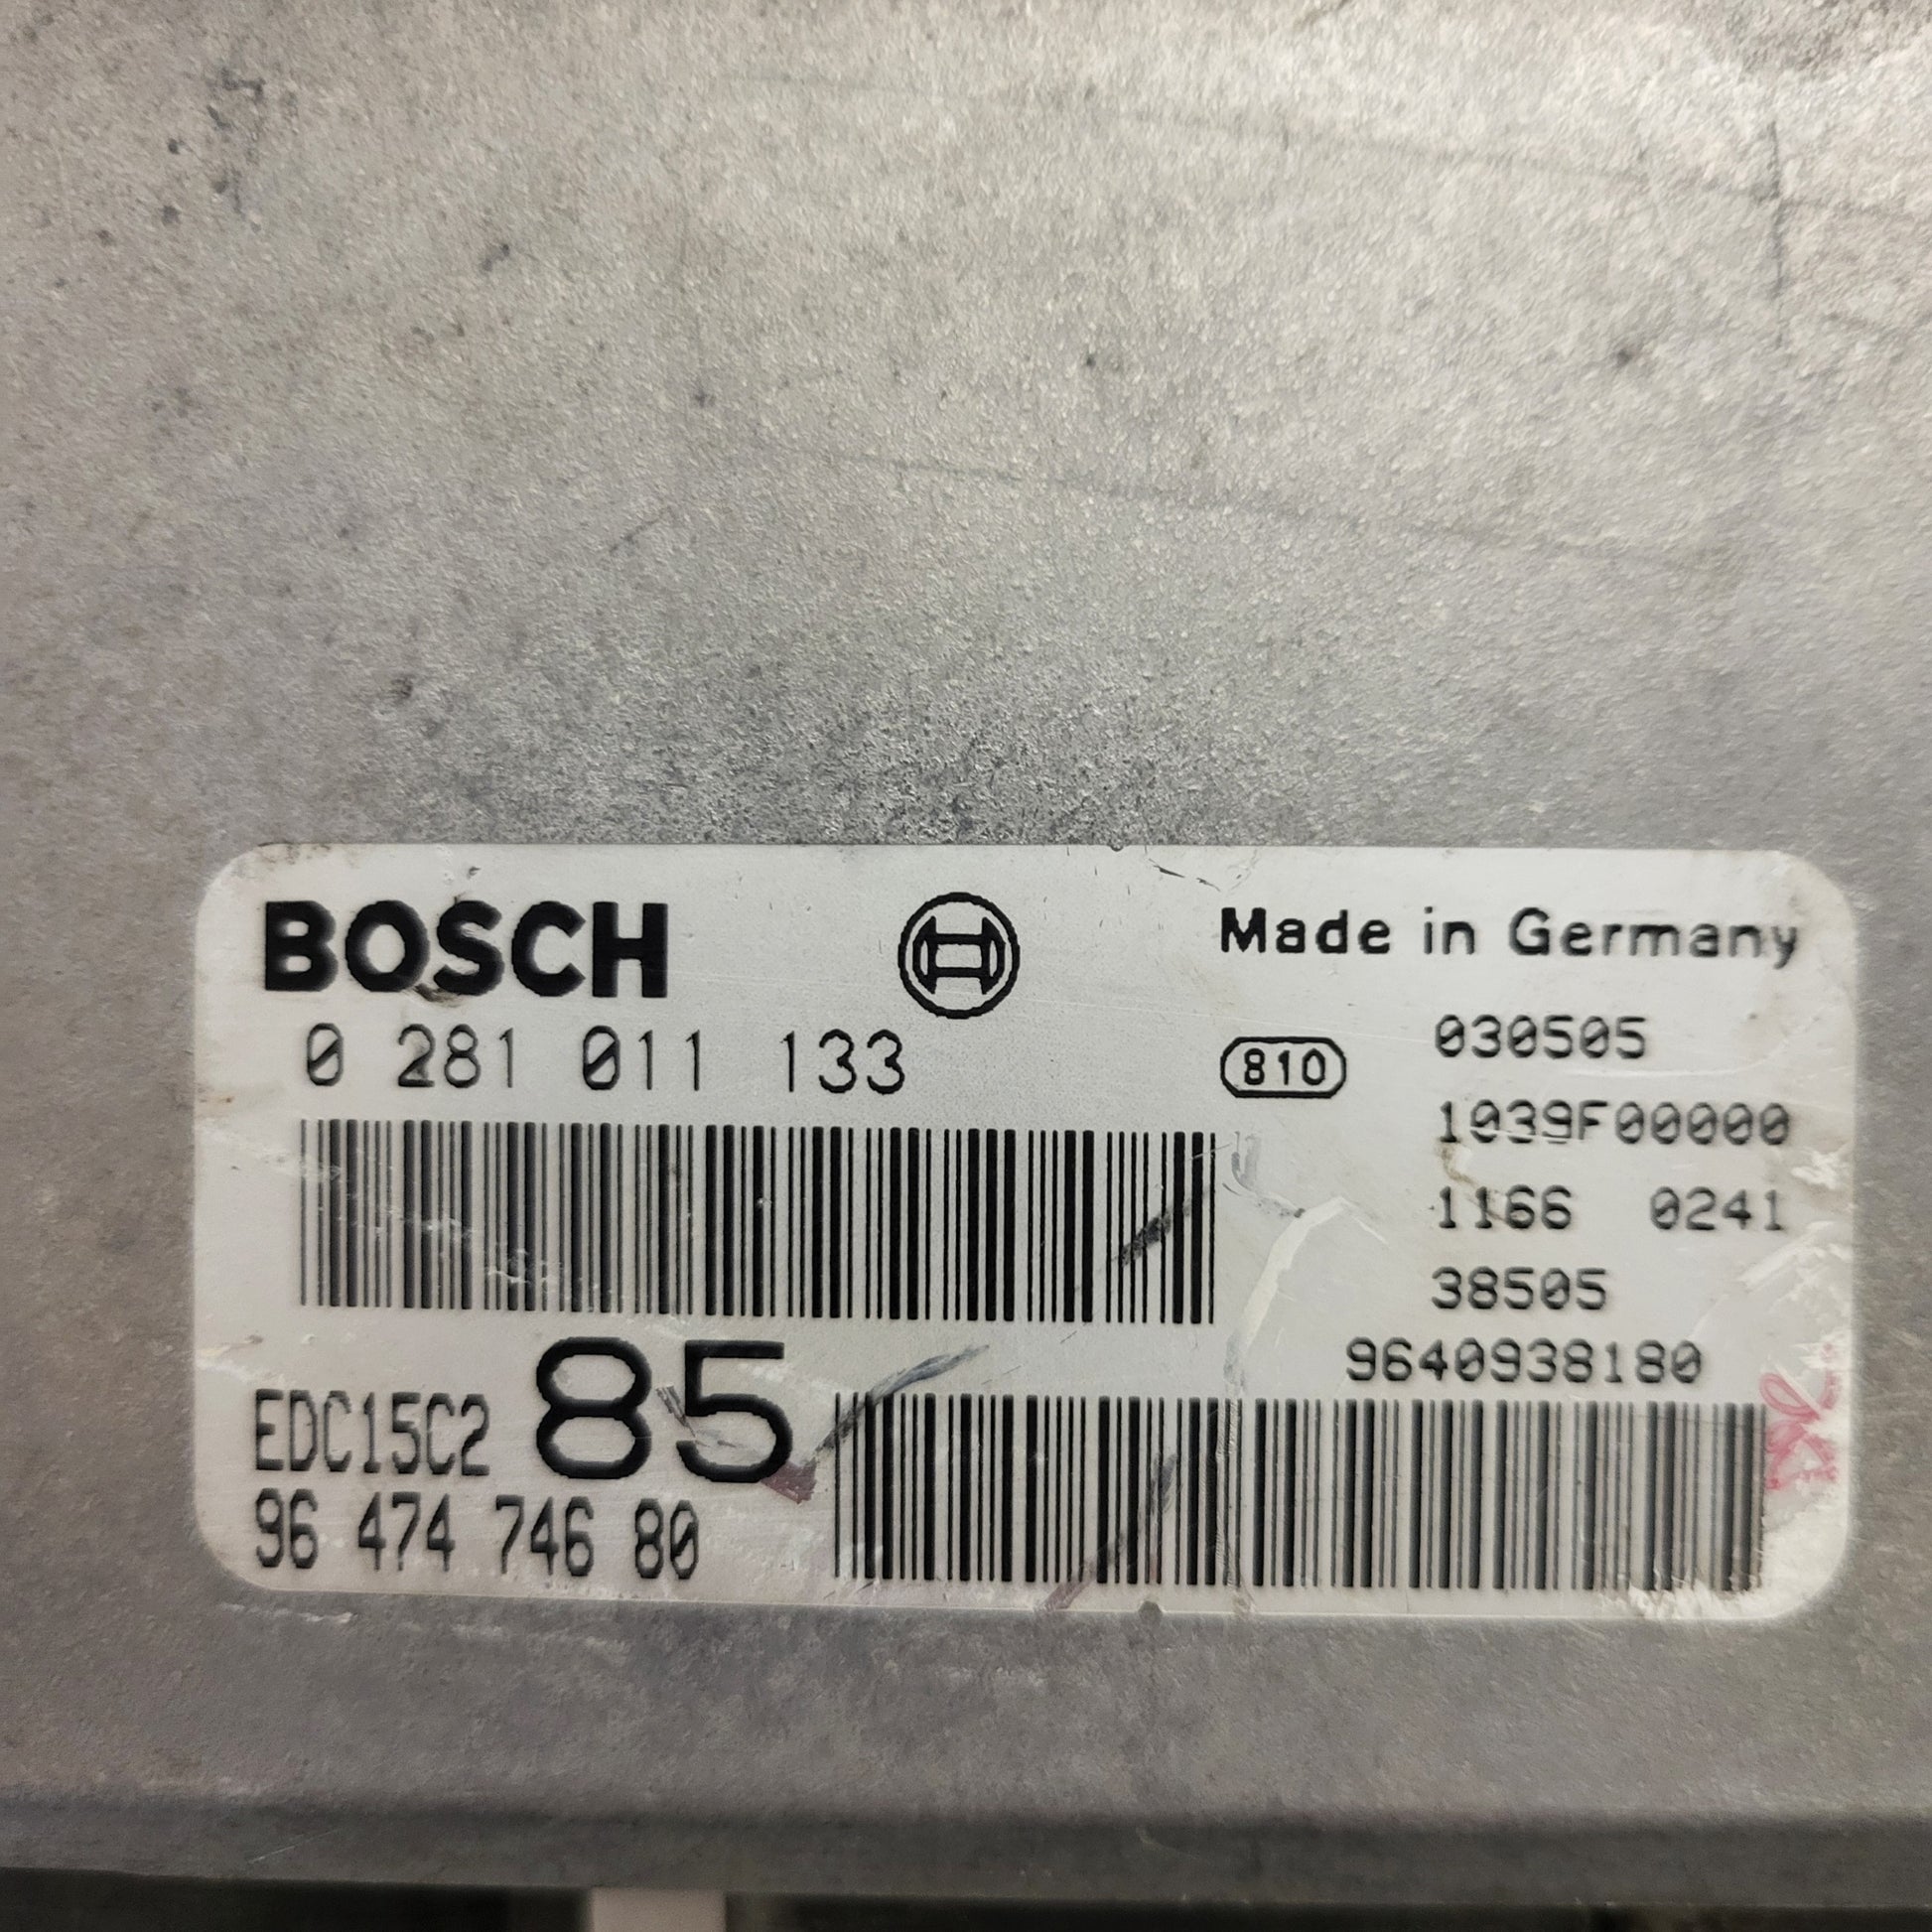 BOSCH
Made in Germany
0 281 011 133
810
030505
1039F00000
1166 0241
38505
9640938180
EDC15C2 85
96 474 746 80